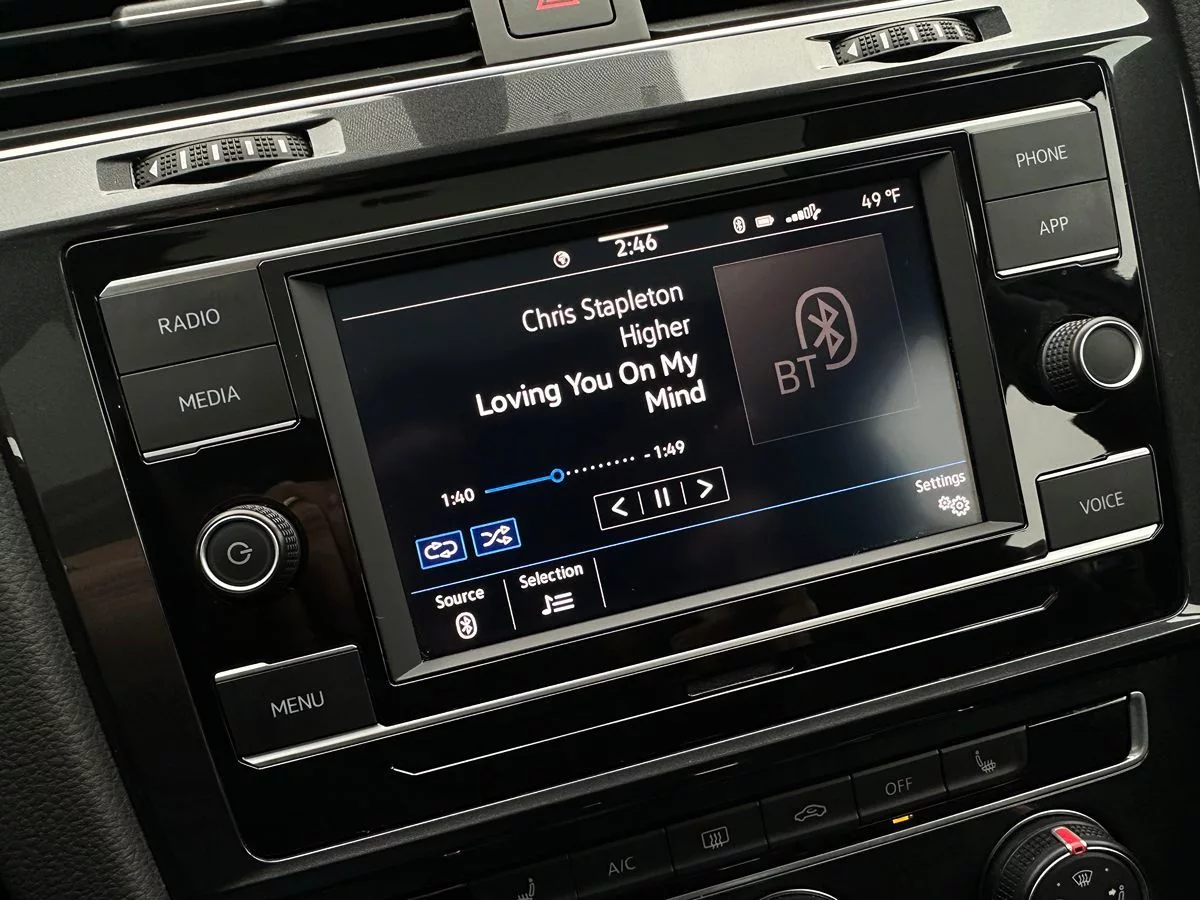 PHONE
APP
2:46
49 °F
RADIO
MEDIA
Chris Stapleton
Higher
Loving You On My
Mind
BT
1:40
-1:49
Settings
VOICE
Source
Selection
MENU
OFF
A/C